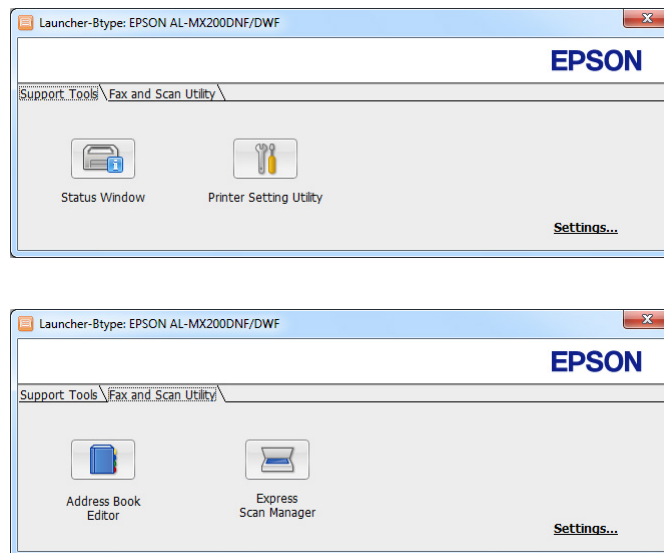 Launcher-Btype: EPSON AL-MX200DNF/DWF
EPSON
Support Tools Fax and Scan Utility
Status Window Printer Setting Utility
Settings...
Launcher-Btype: EPSON AL-MX200DNF/DWF
EPSON
Support Tools Fax and Scan Utility
Address Book
Editor
Express
Scan Manager
Settings...